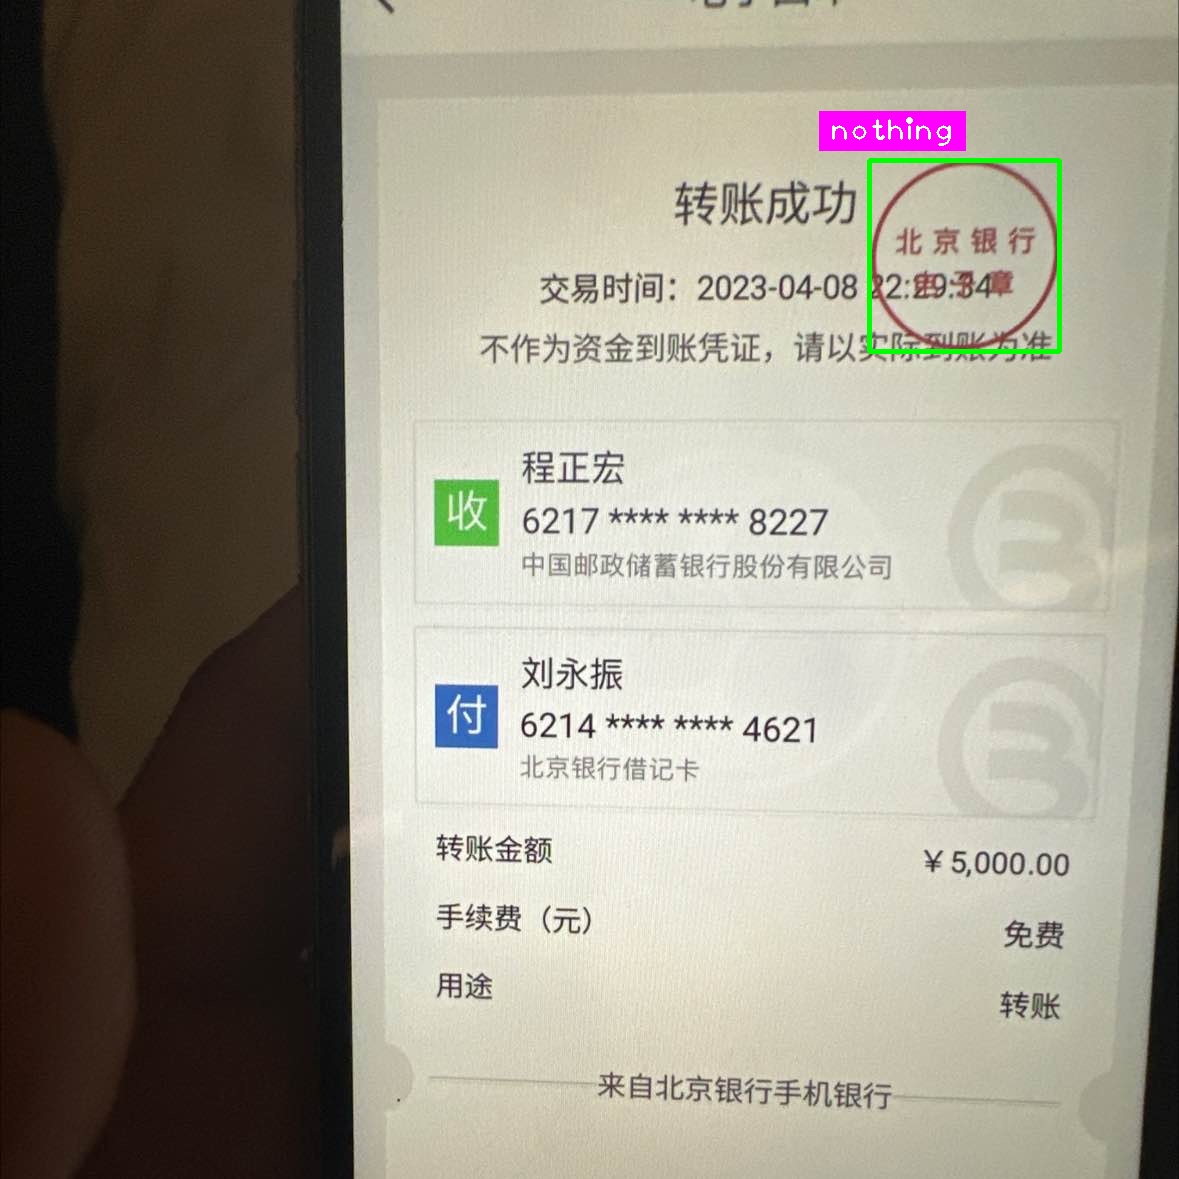 nothing
转账成功
北京银行
电子章
交易时间：2023-04-08 22:29:34
不作为资金到账凭证，请以实际到账为准
收
程正宏
6217 **** **** 8227
中国邮政储蓄银行股份有限公司
付
刘永振
6214 **** **** 4621
北京银行借记卡
转账金额 ¥ 5,000.00
手续费（元） 免费
用途 转账
来自北京银行手机银行